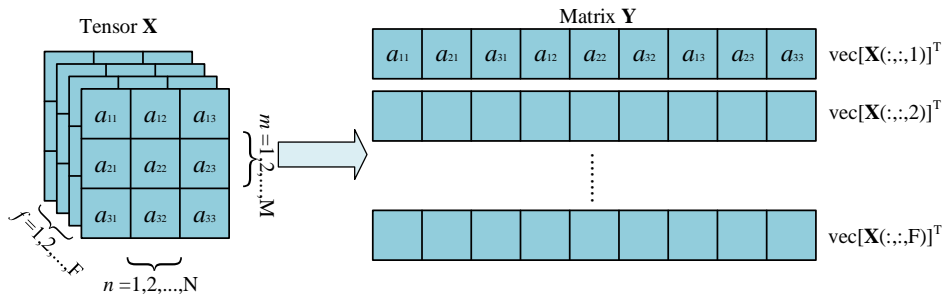 Tensor X
a11 a12 a13
a21 a22 a23
a31 a32 a33
m =1,2,...,M
f =1,2,...,F
n =1,2,...,N
Matrix Y
a11 a21 a31 a12 a22 a32 a13 a23 a33 vec[X(:,:,1)]T
vec[X(:,:,2)]T
......
vec[X(:,:,F)]T